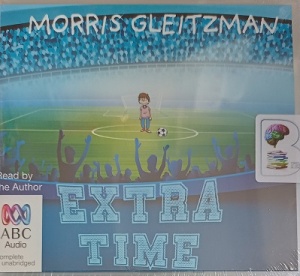 MORRIS GLEITZMAN
Read by
the Author
EXTRA
TIME
ABC
Audio
complete
unabridged